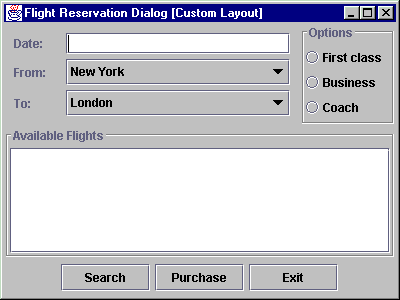 Flight Reservation Dialog [Custom Layout]
Date:
From: New York
To: London
Options
First class
Business
Coach
Available Flights
Search Purchase Exit